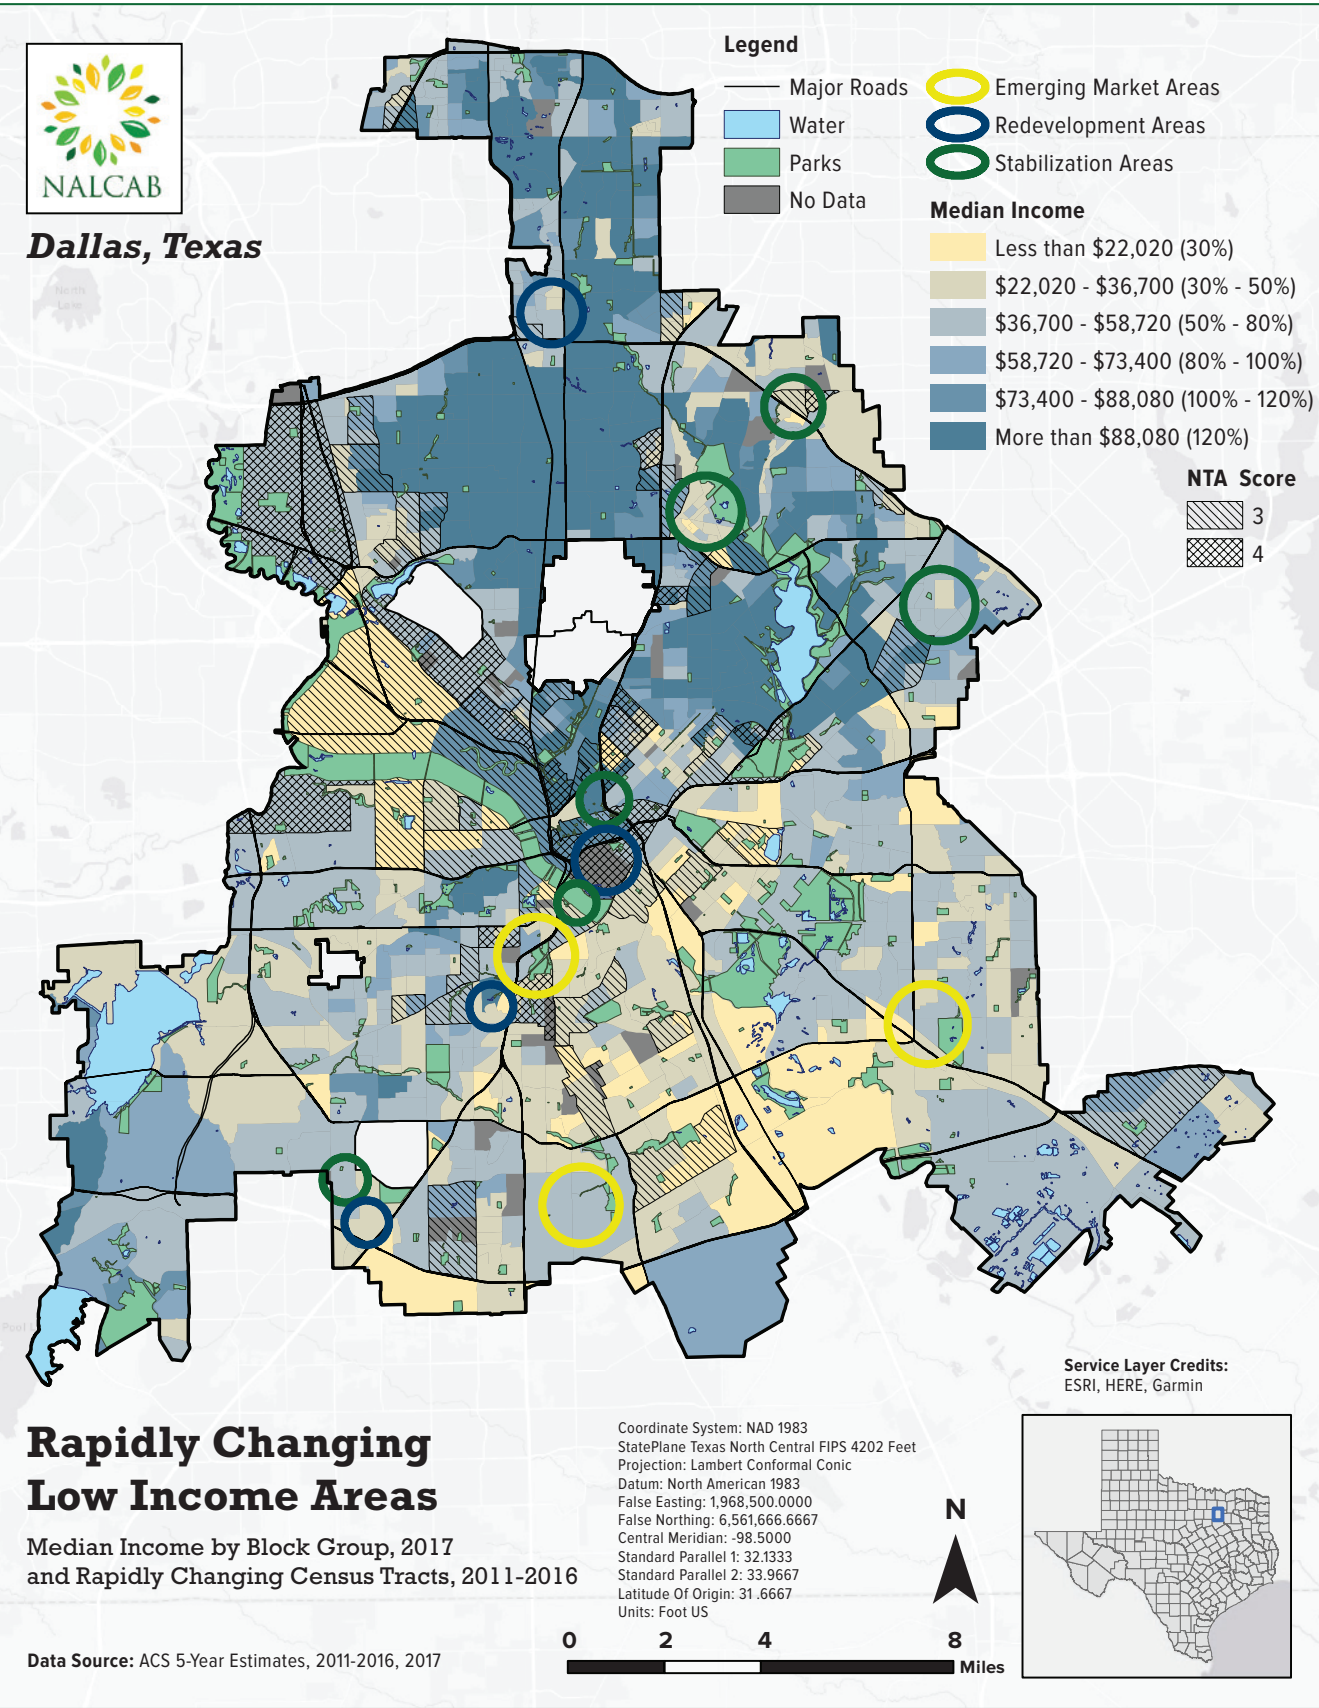 NALCAB
Dallas, Texas
Legend
Major Roads
Water
Parks
No Data
Emerging Market Areas
Redevelopment Areas
Stabilization Areas
Median Income
Less than $22,020 (30%)
$22,020 - $36,700 (30% - 50%)
$36,700 - $58,720 (50% - 80%)
$58,720 - $73,400 (80% - 100%)
$73,400 - $88,080 (100% - 120%)
More than $88,080 (120%)
NTA Score
3
4
North
Lake
Service Layer Credits:
ESRI, HERE, Garmin
Rapidly Changing
Low Income Areas
Median Income by Block Group, 2017
and Rapidly Changing Census Tracts, 2011-2016
Data Source: ACS 5-Year Estimates, 2011-2016, 2017
Coordinate System: NAD 1983
StatePlane Texas North Central FIPS 4202 Feet
Projection: Lambert Conformal Conic
Datum: North American 1983
False Easting: 1,968,500.0000
False Northing: 6,561,666.6667
Central Meridian: -98.5000
Standard Parallel 1: 32.1333
Standard Parallel 2: 33.9667
Latitude Of Origin: 31 .6667
Units: Foot US
N
0 2 4 8
Miles